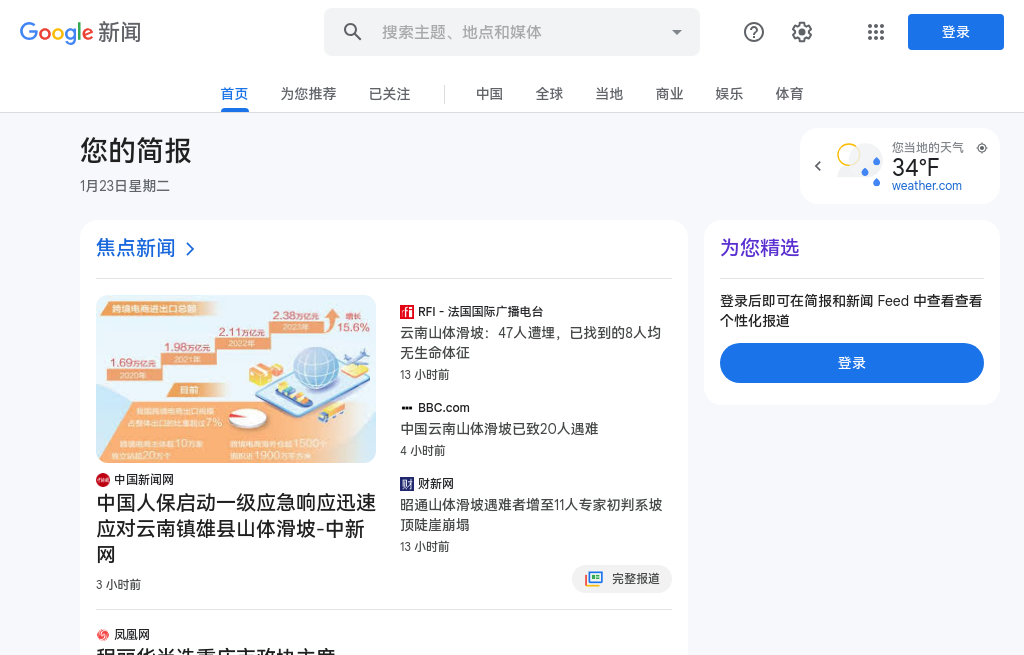 Google 新闻
搜索主题、地点和媒体
登录
首页
为您推荐
已关注
中国
全球
当地
商业
娱乐
体育
您的简报
1月23日星期二
您当地的天气
34°F
weather.com
焦点新闻
跨境电商进出口总额
2.38万亿元
2023年
增长
15.6%
2.11万亿元
2022年
1.98万亿元
2021年
1.69万亿元
2020年
目前
我国跨境电商出口规模
占整体出口的比重超过7%
跨境电商主体超10万家
独立站超20万个
跨境电商海外仓超1500个
面积达1900万平方米
中国新闻网
中国人保启动一级应急响应迅速
应对云南镇雄县山体滑坡-中新
网
3 小时前
RFI - 法国国际广播电台
云南山体滑坡：47人遭埋，已找到的8人均
无生命体征
13 小时前
BBC.com
中国云南山体滑坡已致20人遇难
4 小时前
财新网
昭通山体滑坡遇难者增至11人专家初判系坡
顶陡崖崩塌
13 小时前
完整报道
凤凰网
程丽华当选重庆市政协主席
为您精选
登录后即可在简报和新闻 Feed 中查看查看
个性化报道
登录